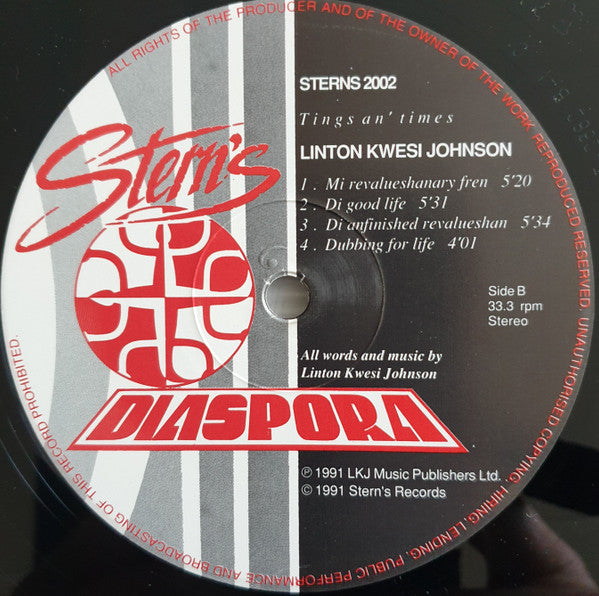 ALL RIGHTS OF THE PRODUCER AND OF THE OWNER OF THE WORK REPRODUCED RESERVED. UNAUTHORISED COPYING, HIRING, LENDING, PUBLIC PERFORMANCE AND BROADCASTING OF THIS RECORD PROHIBITED.
Stern's
DIASPORA
STERNS 2002
Tings an' times
LINTON KWESI JOHNSON
1 . Mi revalueshanary fren 5'20
2 . Di good life 5'31
3 . Di anfinished revalueshan 5'34
4 . Dubbing for life 4'01
Side B
33.3 rpm
Stereo
All words and music by
Linton Kwesi Johnson
℗ 1991 LKJ Music Publishers Ltd.
© 1991 Stern's Records